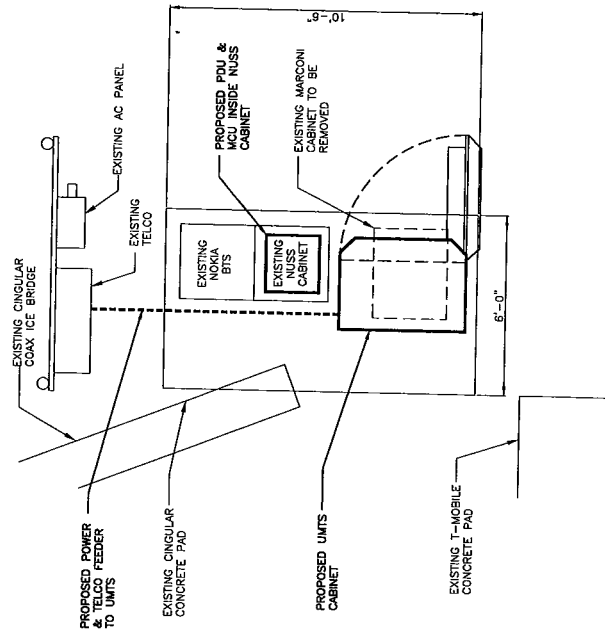 EXISTING CINGULAR
COAX ICE BRIDGE
EXISTING
TELCO
EXISTING AC PANEL
PROPOSED POWER
& TELCO FEEDER
TO UMTS
EXISTING CINGULAR
CONCRETE PAD
EXISTING
NOKIA
BTS
EXISTING
NUSS
CABINET
PROPOSED PDU &
MCU INSIDE NUSS
CABINET
EXISTING MARCONI
CABINET TO BE
REMOVED
10'-6"
PROPOSED UMTS
CABINET
6'-0"
EXISTING T-MOBILE
CONCRETE PAD